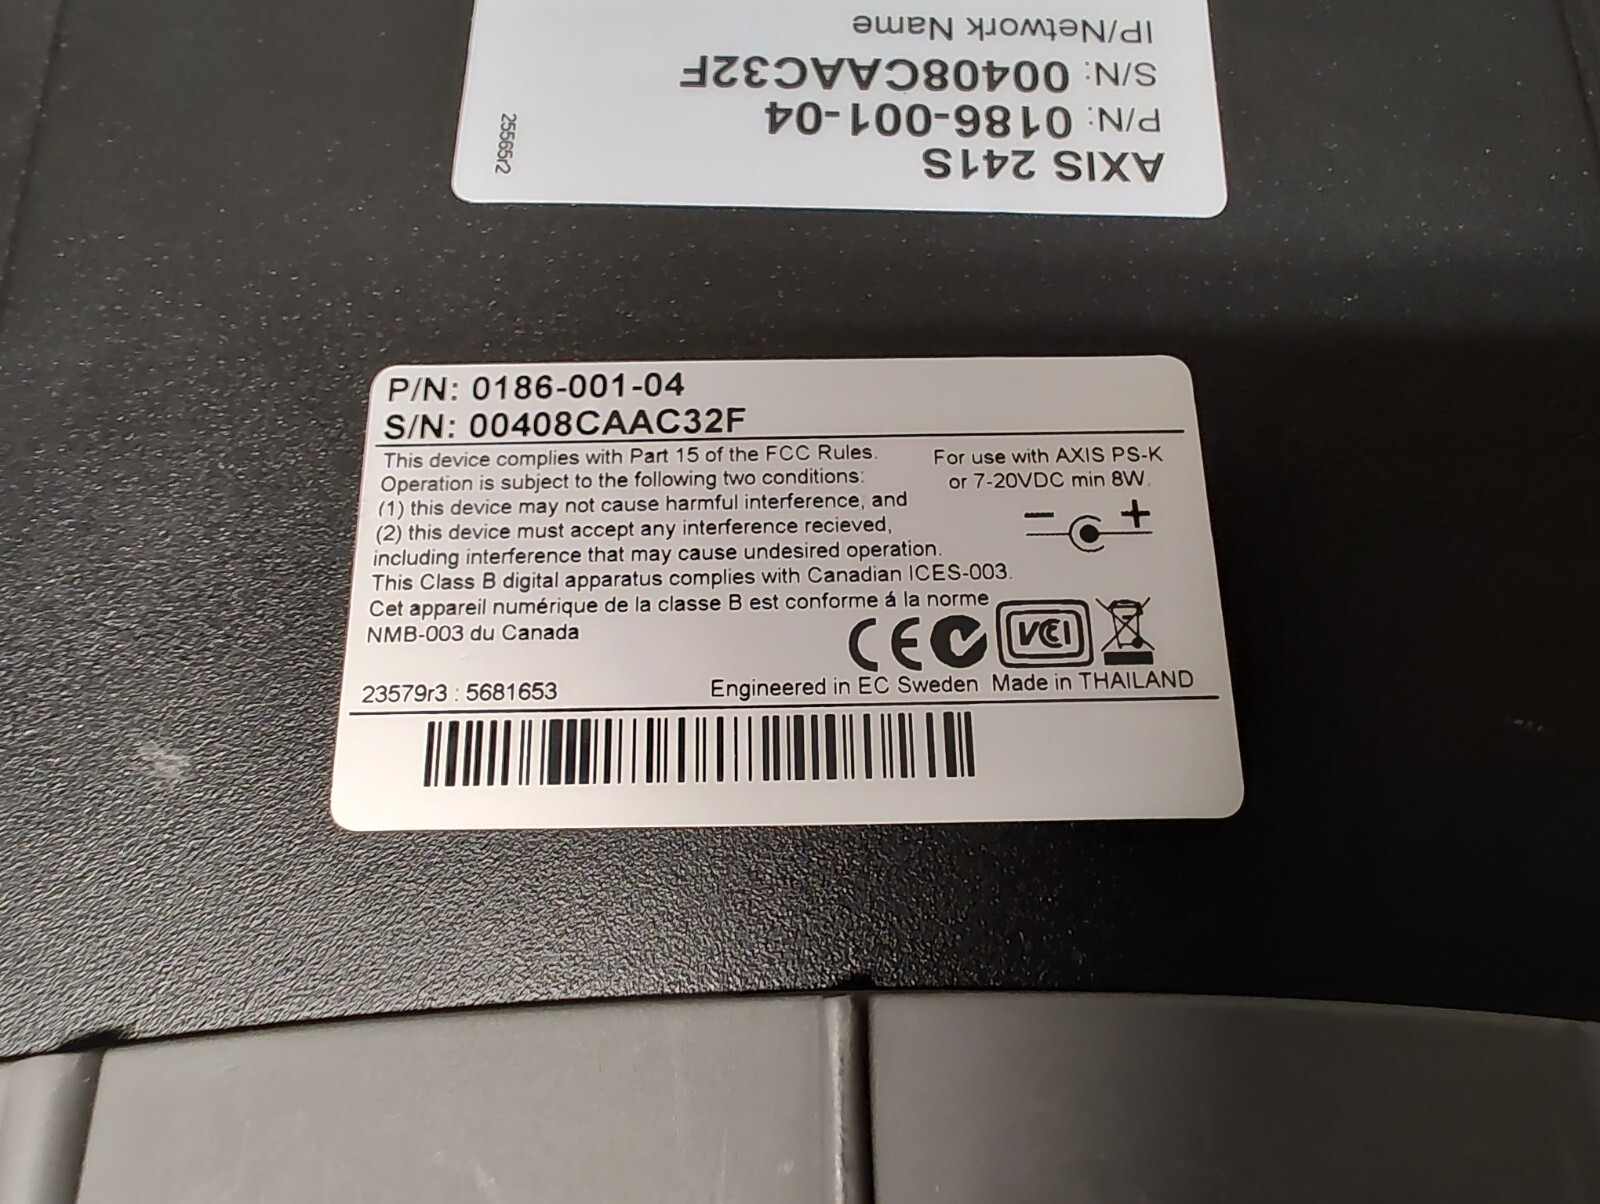 AXIS 241S
P/N: 0186-001-04
S/N: 00408CAAC32F
IP/Network Name
25565r2
P/N: 0186-001-04
S/N: 00408CAAC32F
This device complies with Part 15 of the FCC Rules.
Operation is subject to the following two conditions:
(1) this device may not cause harmful interference, and
(2) this device must accept any interference recieved,
including interference that may cause undesired operation.
This Class B digital apparatus complies with Canadian ICES-003.
Cet appareil numérique de la classe B est conforme á la norme
NMB-003 du Canada
For use with AXIS PS-K
or 7-20VDC min 8W.
− +
CE VCI
23579r3 : 5681653
Engineered in EC Sweden Made in THAILAND